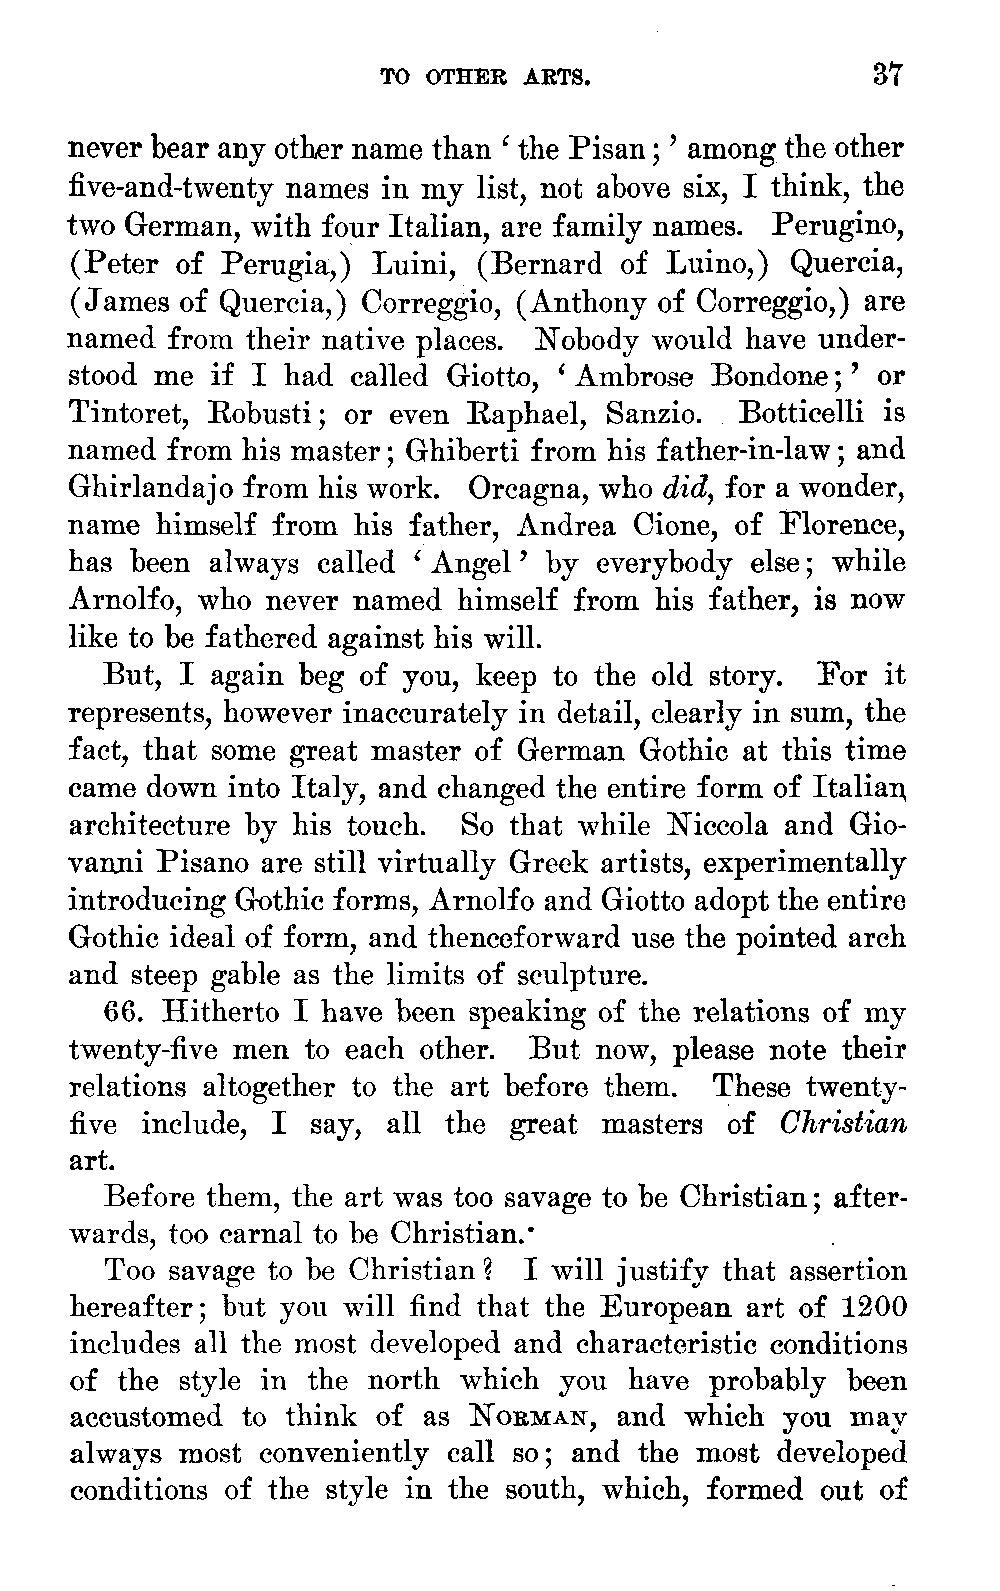 TO OTHER ARTS. 37
never bear any other name than ‘ the Pisan ; ’ among the other
five-and-twenty names in my list, not above six, I think, the
two German, with four Italian, are family names. Perugino,
(Peter of Perugia,) Luini, (Bernard of Luino,) Quercia,
(James of Quercia,) Correggio, (Anthony of Correggio,) are
named from their native places. Nobody would have under-
stood me if I had called Giotto, ‘ Ambrose Bondone ; ’ or
Tintoret, Robusti ; or even Raphael, Sanzio. Botticelli is
named from his master ; Ghiberti from his father-in-law ; and
Ghirlandajo from his work. Orcagna, who did, for a wonder,
name himself from his father, Andrea Cione, of Florence,
has been always called ‘ Angel ’ by everybody else ; while
Arnolfo, who never named himself from his father, is now
like to be fathered against his will.
But, I again beg of you, keep to the old story. For it
represents, however inaccurately in detail, clearly in sum, the
fact, that some great master of German Gothic at this time
came down into Italy, and changed the entire form of Italian
architecture by his touch. So that while Niccola and Gio-
vanni Pisano are still virtually Greek artists, experimentally
introducing Gothic forms, Arnolfo and Giotto adopt the entire
Gothic ideal of form, and thenceforward use the pointed arch
and steep gable as the limits of sculpture.
66. Hitherto I have been speaking of the relations of my
twenty-five men to each other. But now, please note their
relations altogether to the art before them. These twenty-
five include, I say, all the great masters of Christian
art.
Before them, the art was too savage to be Christian ; after-
wards, too carnal to be Christian.
Too savage to be Christian ? I will justify that assertion
hereafter ; but you will find that the European art of 1200
includes all the most developed and characteristic conditions
of the style in the north which you have probably been
accustomed to think of as NORMAN, and which you may
always most conveniently call so ; and the most developed
conditions of the style in the south, which, formed out of